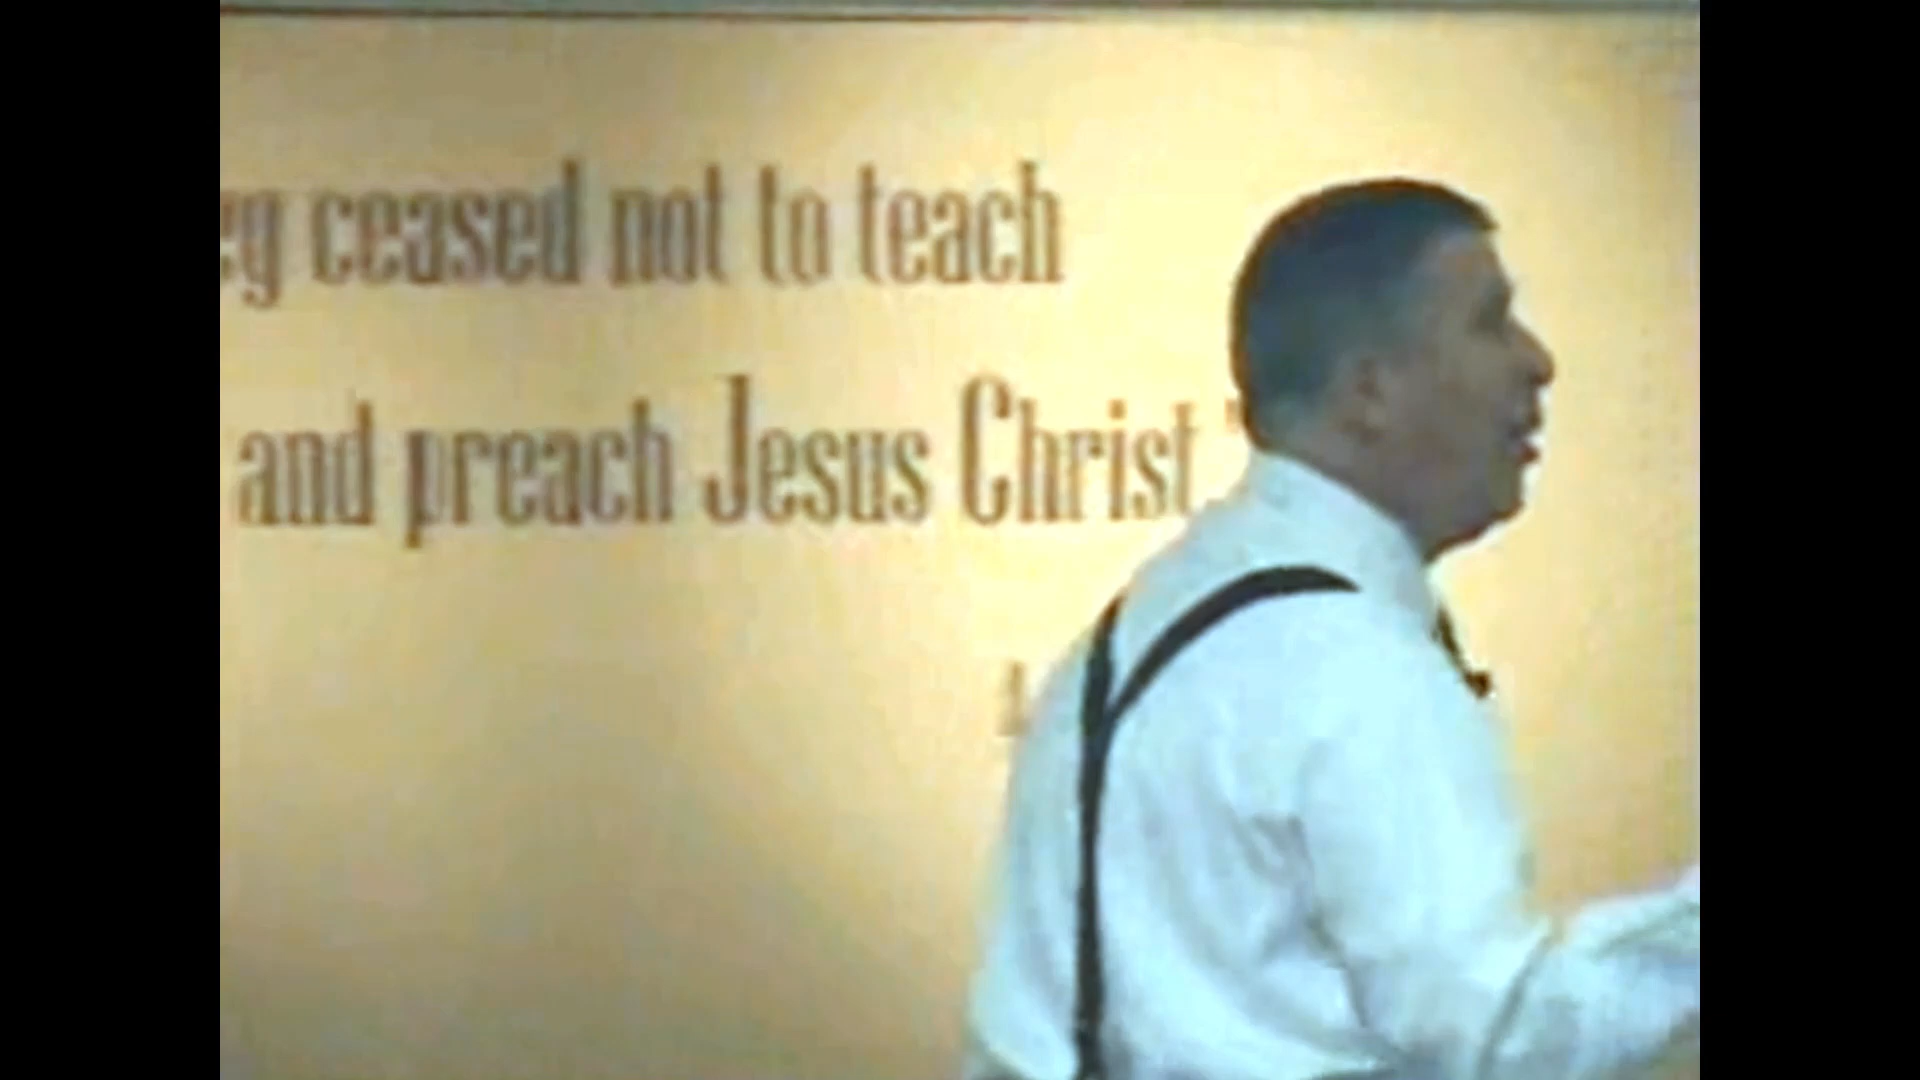 ceased not to teach
and preach Jesus Christ"